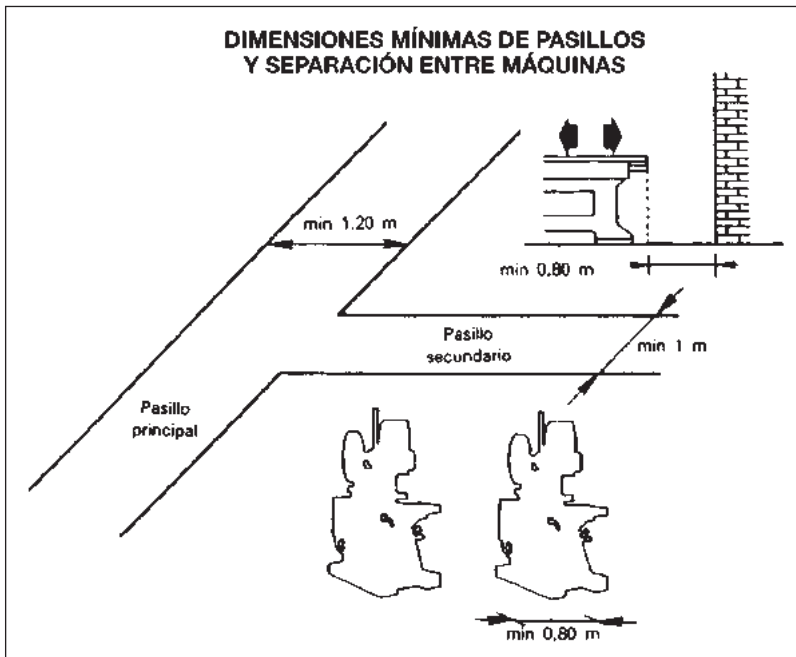 DIMENSIONES MÍNIMAS DE PASILLOS
Y SEPARACIÓN ENTRE MÁQUINAS
min 1.20 m
min 0,80 m
Pasillo
secundario
min 1 m
Pasillo
principal
min 0,80 m